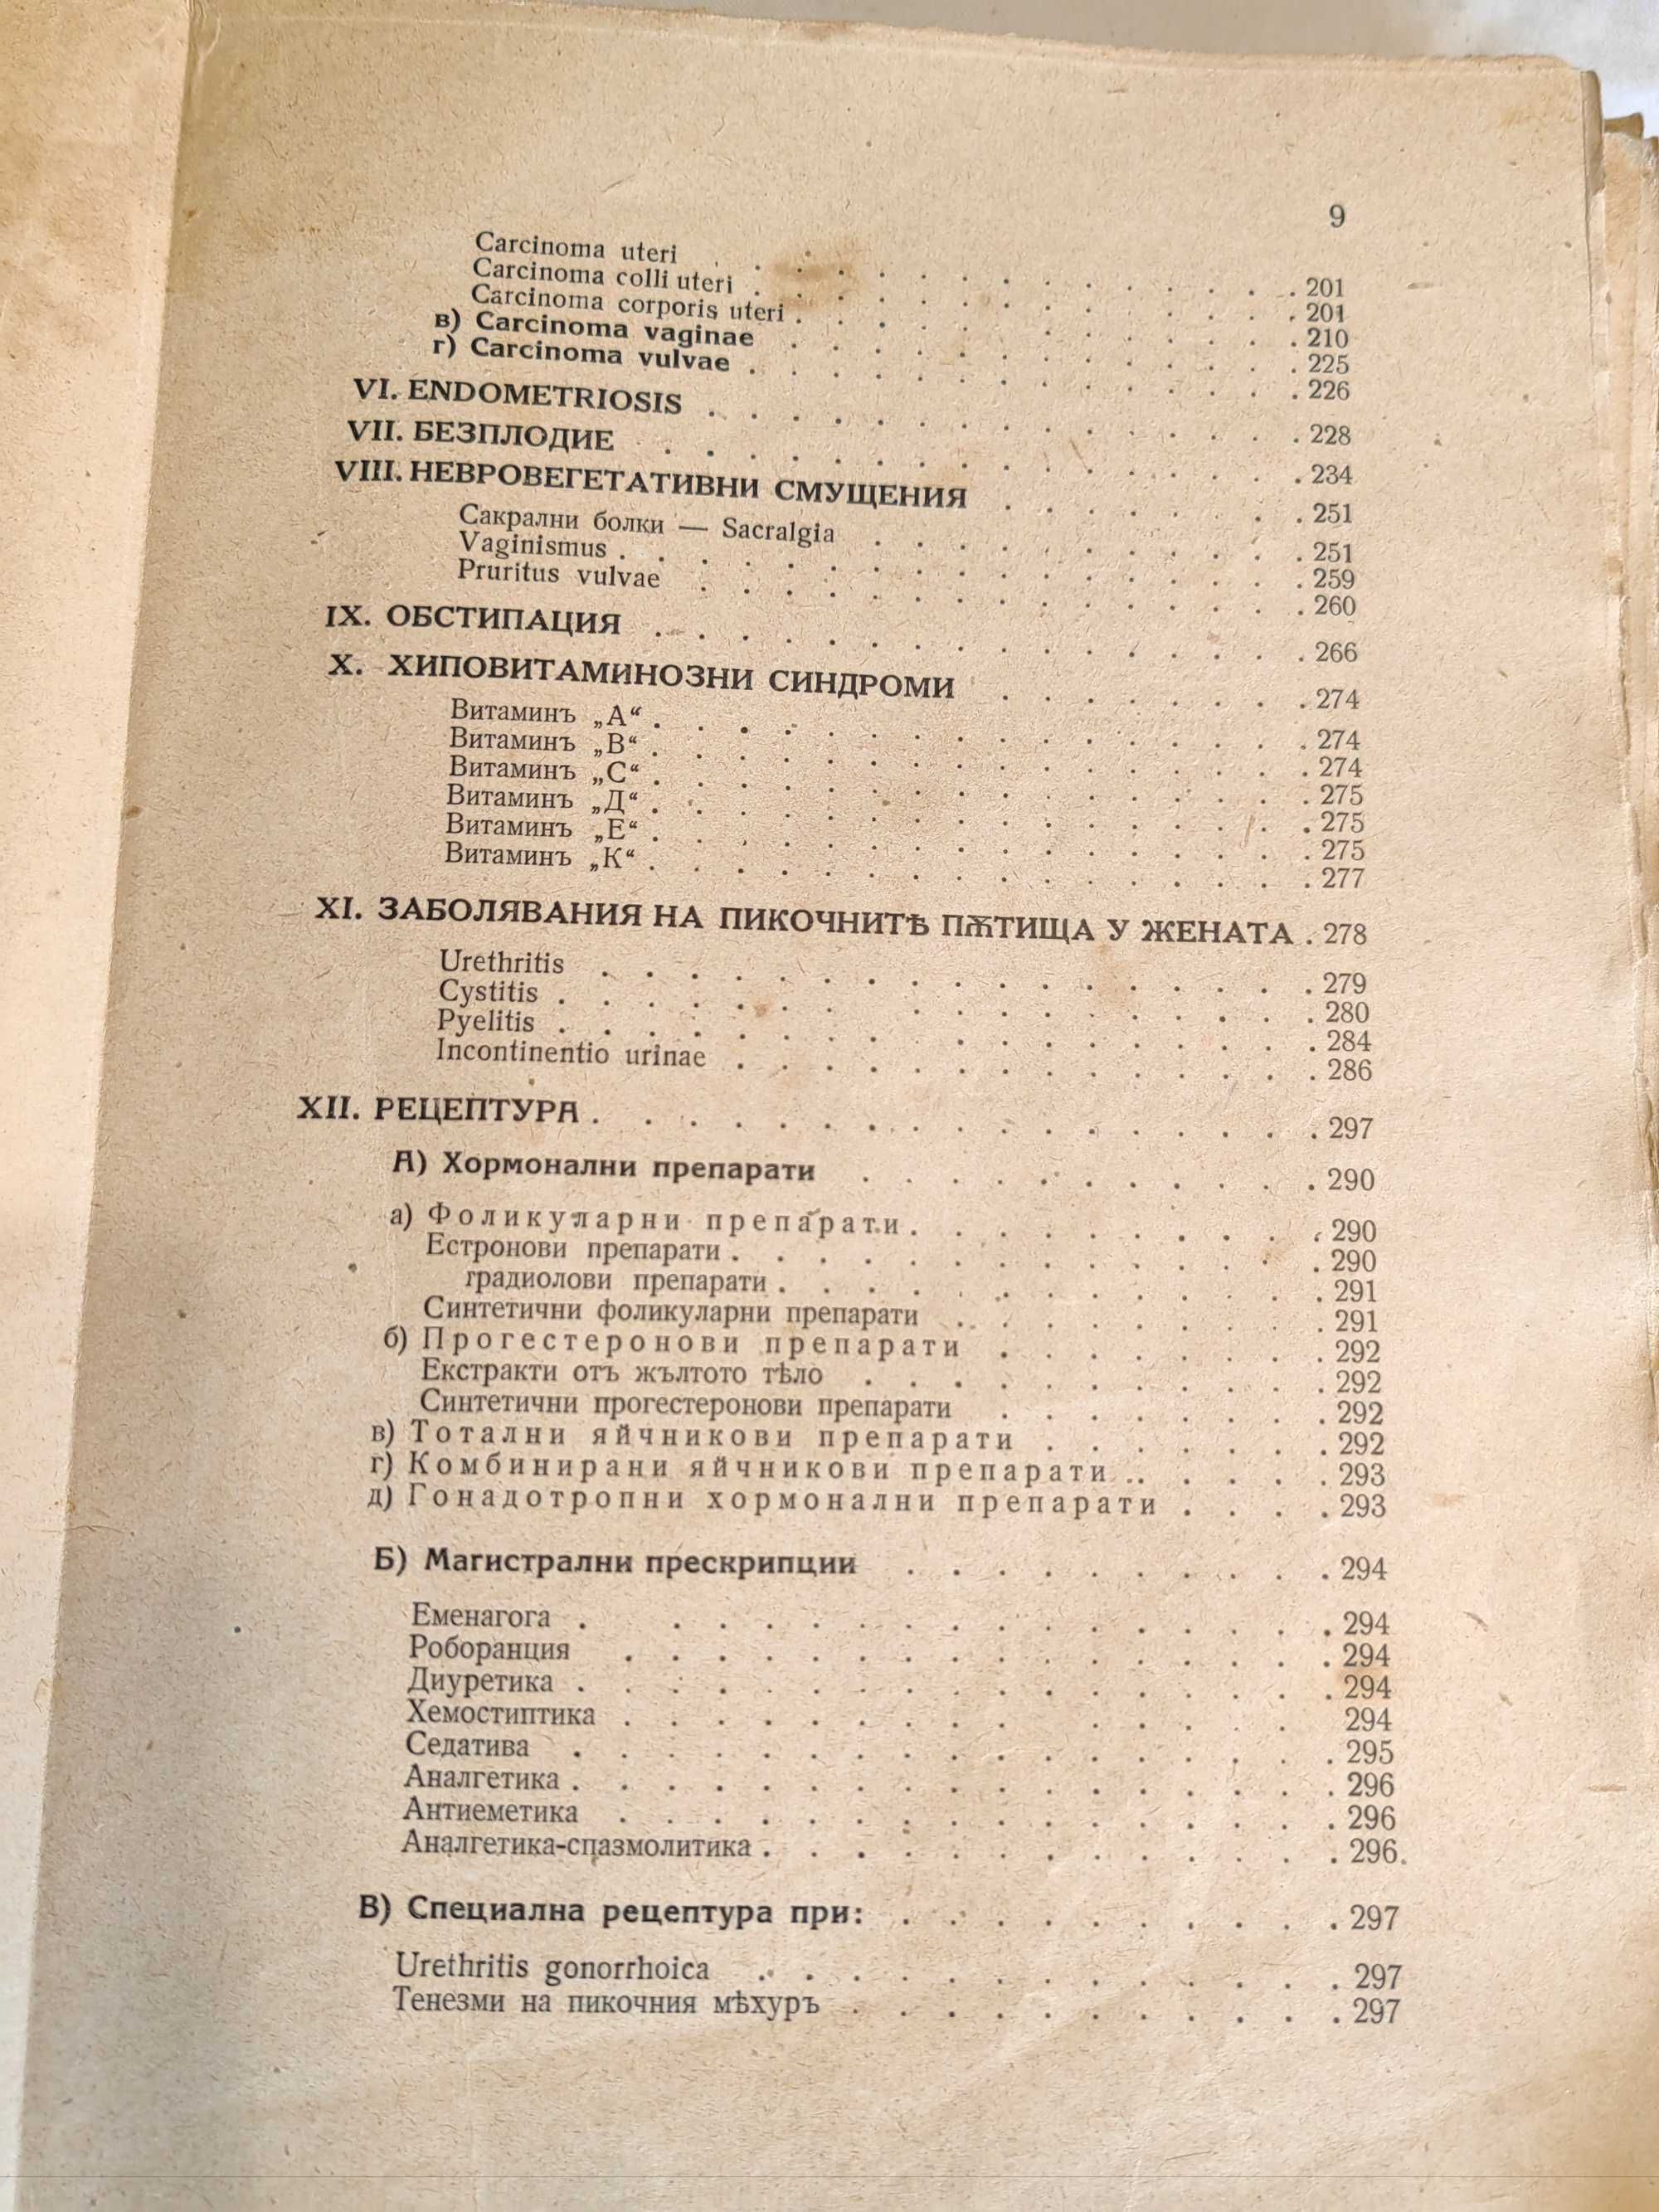 9
Carcinoma uteri . . . . . . . . . . . . . . 201
Carcinoma colli uteri . . . . . . . . . . . . . . 201
Carcinoma corporis uteri . . . . . . . . . . . . . 210
в) Carcinoma vaginae . . . . . . . . . . . . . 225
г) Carcinoma vulvae . . . . . . . . . . . . . . 226
VI. ENDOMETRIOSIS . . . . . . . . . . . . . . 228
VII. БЕЗПЛОДИЕ . . . . . . . . . . . . . . . 234
VIII. НЕВРОВЕГЕТАТИВНИ СМУЩЕНИЯ . . . . . . . . 251
Сакрални болки — Sacralgia . . . . . . . . . . . 251
Vaginismus . . . . . . . . . . . . . . . . 259
Pruritus vulvae . . . . . . . . . . . . . . . 260
IX. ОБСТИПАЦИЯ . . . . . . . . . . . . . . . 266
X. ХИПОВИТАМИНОЗНИ СИНДРОМИ . . . . . . . . 274
Витаминъ „А“ . . . . . . . . . . . . . . . 274
Витаминъ „В“ . . . . . . . . . . . . . . . 274
Витаминъ „С“ . . . . . . . . . . . . . . . 275
Витаминъ „Д“ . . . . . . . . . . . . . . . 275
Витаминъ „Е“ . . . . . . . . . . . . . . . 275
Витаминъ „К“ . . . . . . . . . . . . . . . 277
XI. ЗАБОЛЯВАНИЯ НА ПИКОЧНИТѢ ПѪТИЩА У ЖЕНАТА . 278
Urethritis . . . . . . . . . . . . . . . . . 279
Cystitis . . . . . . . . . . . . . . . . . . 280
Pyelitis . . . . . . . . . . . . . . . . . . 284
Incontinentio urinae . . . . . . . . . . . . . . 286
XII. РЕЦЕПТУРА . . . . . . . . . . . . . . . . . 297
А) Хормонални препарати . . . . . . . . . . . 290
а) Фоликуларни препарати . . . . . . . . . . 290
Естронови препарати . . . . . . . . . . . . . . 290
градиолови препарати . . . . . . . . . . . . . 291
Синтетични фоликуларни препарати . . . . . . . . . 291
б) Прогестеронови препарати . . . . . . . . 292
Екстракти отъ жълтото тѣло . . . . . . . . . . . 292
Синтетични прогестеронови препарати . . . . . . . . 292
в) Тотални яйчникови препарати . . . . . . . 292
г) Комбинирани яйчникови препарати . . . . . . 293
д) Гонадотропни хормонални препарати . . . . 293
Б) Магистрални прескрипции . . . . . . . . . . 294
Еменагога . . . . . . . . . . . . . . . . 294
Роборанция . . . . . . . . . . . . . . . . 294
Диуретика . . . . . . . . . . . . . . . . . 294
Хемостиптика . . . . . . . . . . . . . . . 294
Седатива . . . . . . . . . . . . . . . . . 295
Аналгетика . . . . . . . . . . . . . . . . . 296
Антиеметика . . . . . . . . . . . . . . . . 296
Аналгетика-спазмолитика . . . . . . . . . . . . . 296.
В) Специална рецептура при: . . . . . . . . . . 297
Urethritis gonorrhoica . . . . . . . . . . . . . 297
Тенезми на пикочния мѣхуръ . . . . . . . . . . . 297